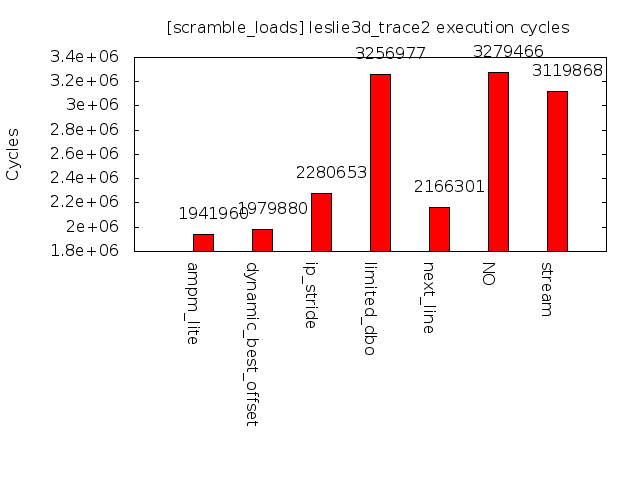 [scramble_loads] leslie3d_trace2 execution cycles
Cycles
3.4e+06
3.2e+06
3e+06
2.8e+06
2.6e+06
2.4e+06
2.2e+06
2e+06
1.8e+06
1941960
1979880
2280653
3256977
2166301
3279466
3119868
ampm_lite
dynamic_best_offset
ip_stride
limited_dbo
next_line
NO
stream